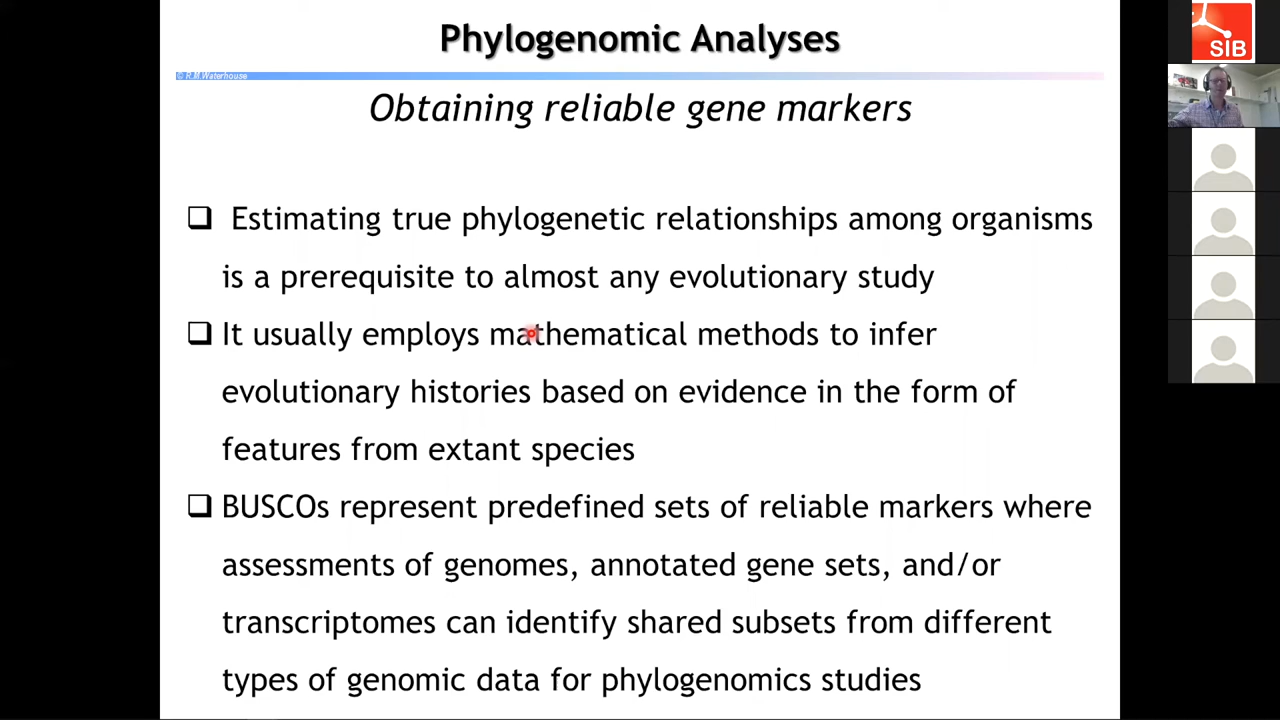 Phylogenomic Analyses
© R.M.Waterhouse
Obtaining reliable gene markers
Estimating true phylogenetic relationships among organisms
is a prerequisite to almost any evolutionary study
It usually employs mathematical methods to infer
evolutionary histories based on evidence in the form of
features from extant species
BUSCOs represent predefined sets of reliable markers where
assessments of genomes, annotated gene sets, and/or
transcriptomes can identify shared subsets from different
types of genomic data for phylogenomics studies
SIB